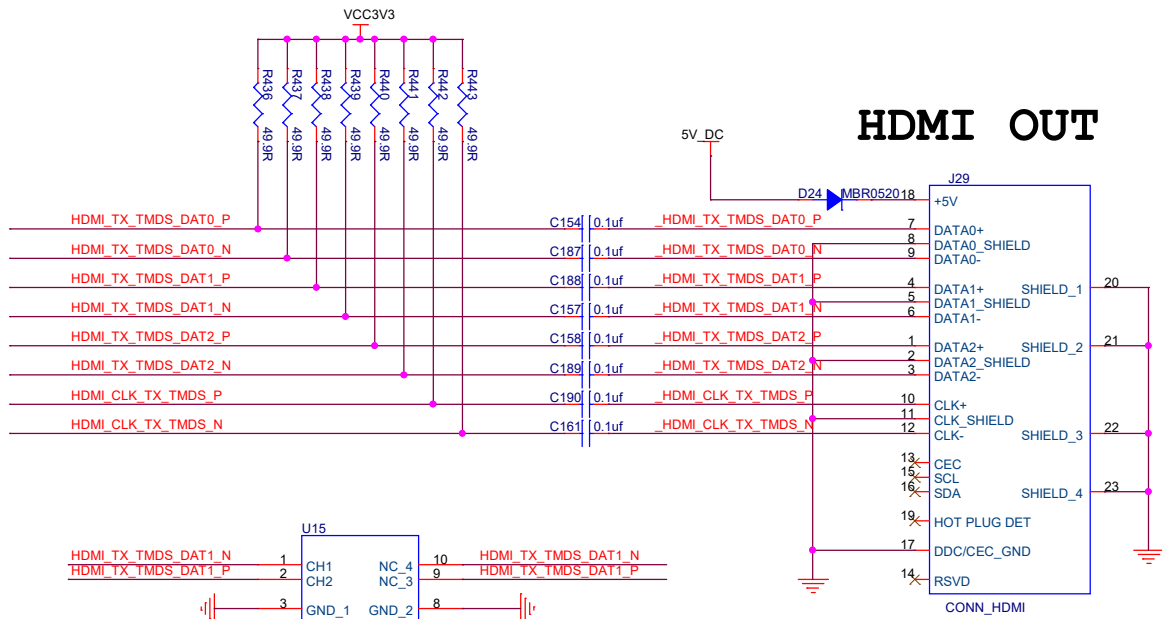 VCC3V3
R436 R437 R438 R439 R440 R441 R442 R443
49.9R 49.9R 49.9R 49.9R 49.9R 49.9R 49.9R 49.9R
HDMI OUT
5V_DC
J29
D24 MBR0520 18 +5V
HDMI_TX_TMDS_DAT0_P C154 0.1uf _HDMI_TX_TMDS_DAT0_P 7 DATA0+
8 DATA0_SHIELD
HDMI_TX_TMDS_DAT0_N C187 0.1uf _HDMI_TX_TMDS_DAT0_N 9 DATA0-
HDMI_TX_TMDS_DAT1_P C188 0.1uf _HDMI_TX_TMDS_DAT1_P 4 DATA1+ SHIELD_1 20
5 DATA1_SHIELD
HDMI_TX_TMDS_DAT1_N C157 0.1uf _HDMI_TX_TMDS_DAT1_N 6 DATA1-
HDMI_TX_TMDS_DAT2_P C158 0.1uf _HDMI_TX_TMDS_DAT2_P 1 DATA2+ SHIELD_2 21
2 DATA2_SHIELD
HDMI_TX_TMDS_DAT2_N C189 0.1uf _HDMI_TX_TMDS_DAT2_N 3 DATA2-
HDMI_CLK_TX_TMDS_P C190 0.1uf _HDMI_CLK_TX_TMDS_P 10 CLK+
11 CLK_SHIELD
HDMI_CLK_TX_TMDS_N C161 0.1uf _HDMI_CLK_TX_TMDS_N 12 CLK- SHIELD_3 22
13 CEC
15 SCL
16 SDA SHIELD_4 23
19 HOT PLUG DET
17 DDC/CEC_GND
14 RSVD
CONN_HDMI
U15
HDMI_TX_TMDS_DAT1_N 1 CH1 NC_4 10 HDMI_TX_TMDS_DAT1_N
HDMI_TX_TMDS_DAT1_P 2 CH2 NC_3 9 HDMI_TX_TMDS_DAT1_P
3 GND_1 GND_2 8